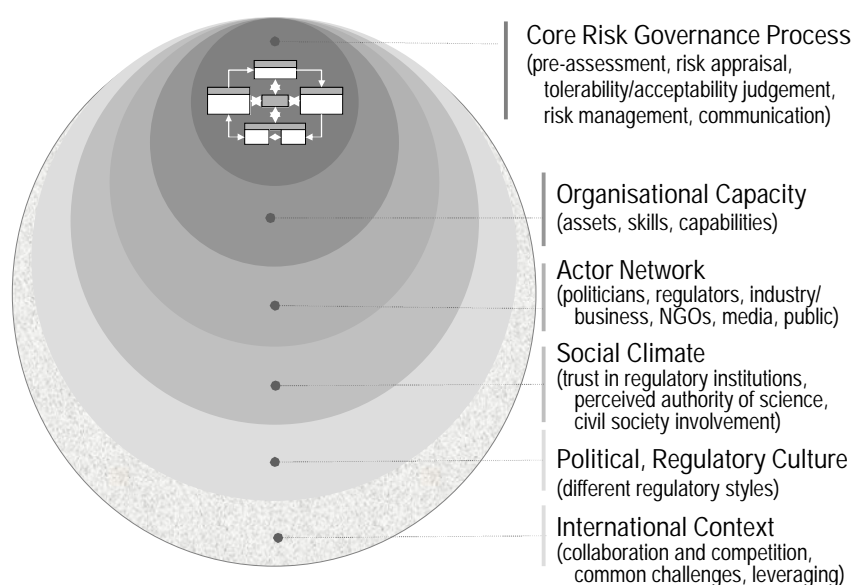 Core Risk Governance Process
(pre-assessment, risk appraisal,
tolerability/acceptability judgement,
risk management, communication)
Organisational Capacity
(assets, skills, capabilities)
Actor Network
(politicians, regulators, industry/
business, NGOs, media, public)
Social Climate
(trust in regulatory institutions,
perceived authority of science,
civil society involvement)
Political, Regulatory Culture
(different regulatory styles)
International Context
(collaboration and competition,
common challenges, leveraging)